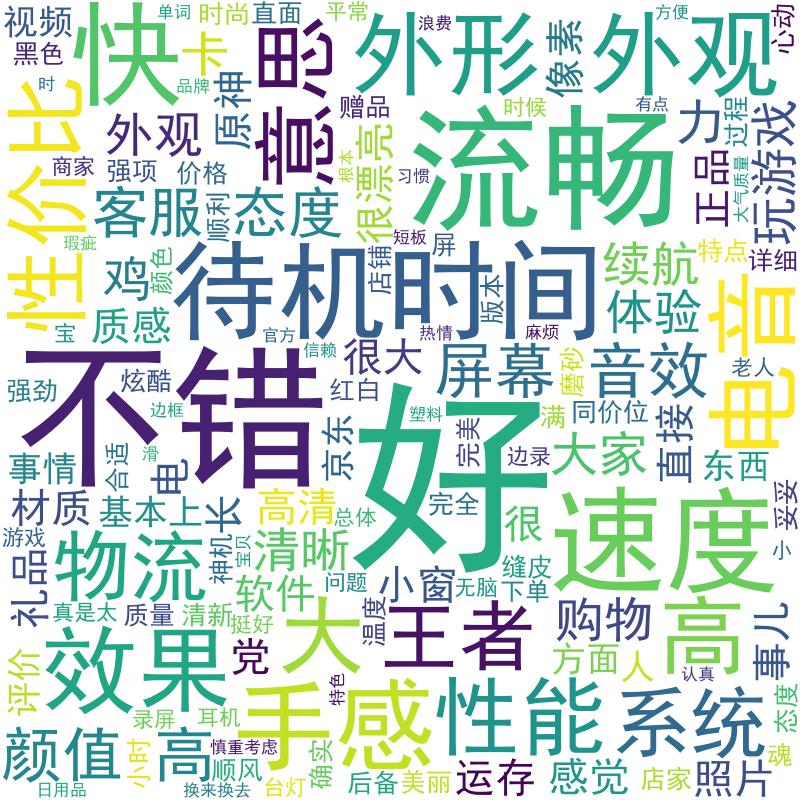 视频
单词
时尚
直面
平常
浪费
方便
心动
黑色
快
卡
意思
外形
像素
外观
时
品牌
原神
赠品
时候
有点
力
过程
性价比
外观
很漂亮
根本
流畅
正品
大气质量
玩游戏
商家
强项
价格
习惯
客服
顺利
态度
短板
屏
瑕疵
颜色
鸡
待机时间
店铺
版本
续航
特点
详细
宝
质感
官方
热情
麻烦
体验
电音
信赖
很大
屏幕
音效
磨砂
老人
强劲
炫酷
红白
不错
边框
塑料
好
满
同价位
完美
滑
京东
边录
大家
直接
东西
事情
合适
电
材质
基本上
长
高清
总体
完全
很
速度
妥妥
小
游戏
神机
宝贝
清晰
礼品
物流
软件
问题
小窗
无脑
缝皮
下单
真是太
质量
清新
挺好
大
温度
王者
购物
高
事儿
评价
效果
党
特色
方面
人
认真
手感
性能
系统
态度
录屏
耳机
颜值
高
慎重考虑
小时
顺风
台灯
确实
后备
美丽
运存
感觉
店家
照片
魂
日用品
换来换去